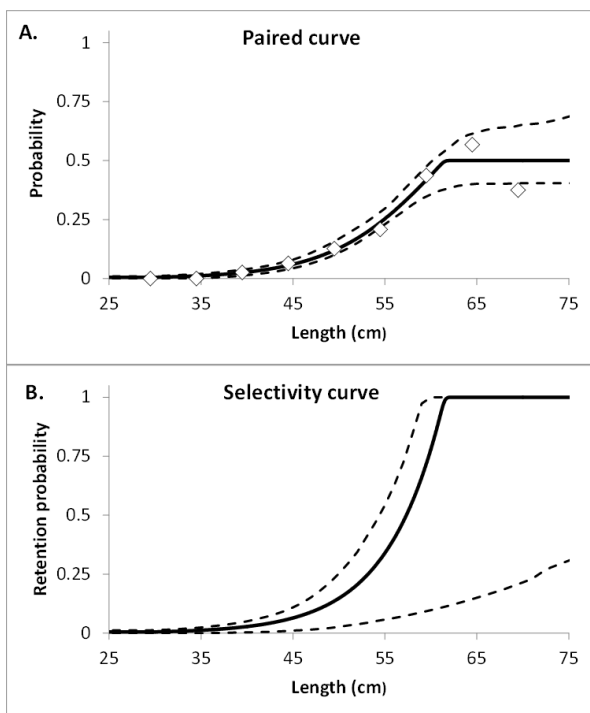 A.
Paired curve
1
0.75
0.5
0.25
0
Probability
25 35 45 55 65 75
Length (cm)
B.
Selectivity curve
1
0.75
0.5
0.25
0
Retention probability
25 35 45 55 65 75
Length (cm)